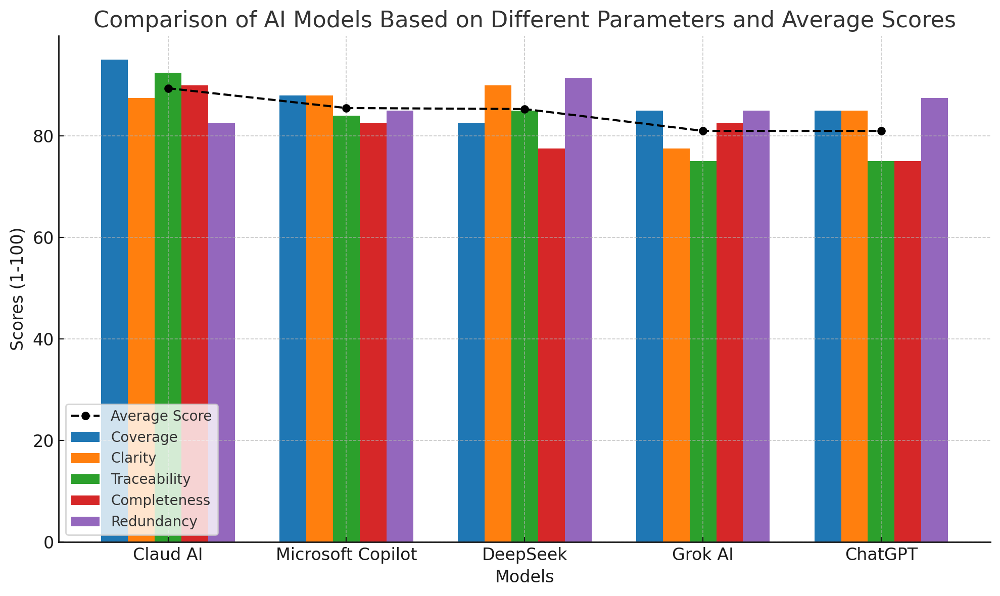 Comparison of AI Models Based on Different Parameters and Average Scores
Scores (1-100)
80
60
40
20
0
Average Score
Coverage
Clarity
Traceability
Completeness
Redundancy
Claud AI
Microsoft Copilot
DeepSeek
Grok AI
ChatGPT
Models